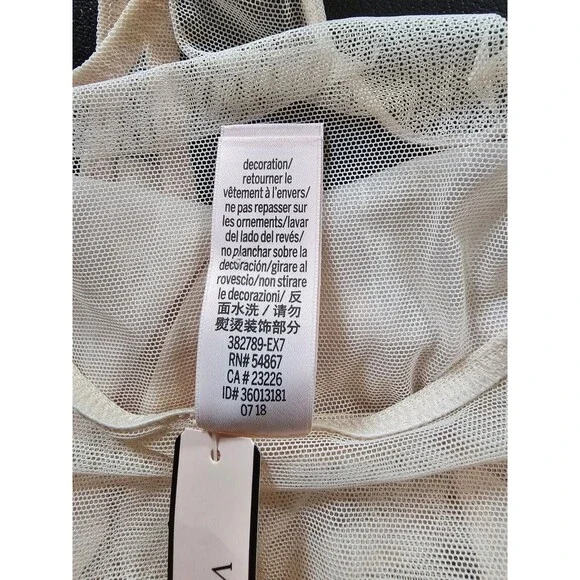 decoration/
retourner le
vêtement à l'envers/
ne pas repasser sur
les ornements/lavar
del lado del revés/
no planchar sobre la
decoración/girare al
rovescio/non stirare
le decorazioni/ 反
面水洗/请勿
熨烫装饰部分
382789-EX7
RN# 54867
CA # 23226
ID# 36013181
07 18
V